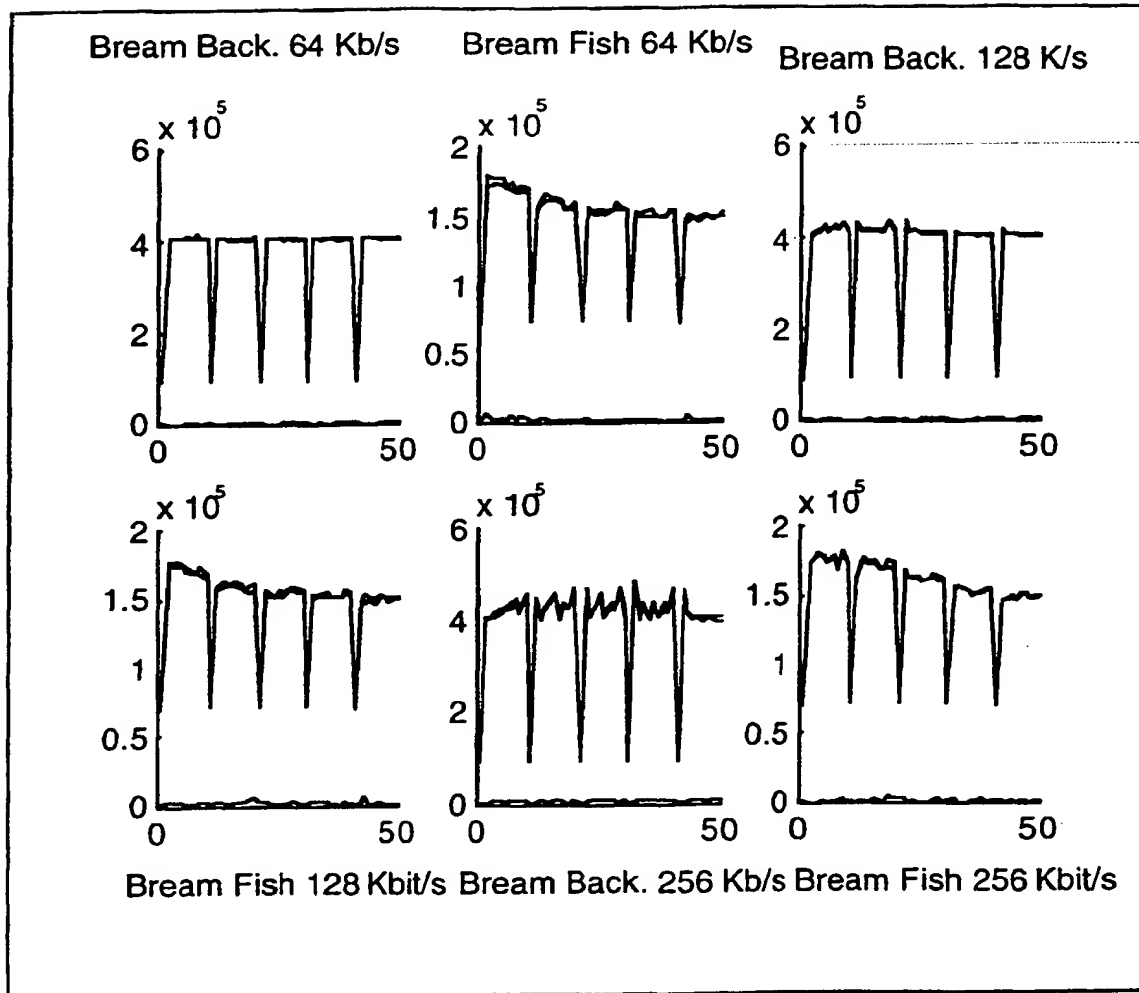 Bream Back. 64 Kb/s
Bream Fish 64 Kb/s
Bream Back. 128 K/s
x 10^5
6
4
2
0
0 50
x 10^5
2
1.5
1
0.5
0
0 50
x 10^5
6
4
2
0
0 50
x 10^5
2
1.5
1
0.5
0
0 50
x 10^5
6
4
2
0
0 50
x 10^5
2
1.5
1
0.5
0
0 50
Bream Fish 128 Kbit/s
Bream Back. 256 Kb/s
Bream Fish 256 Kbit/s